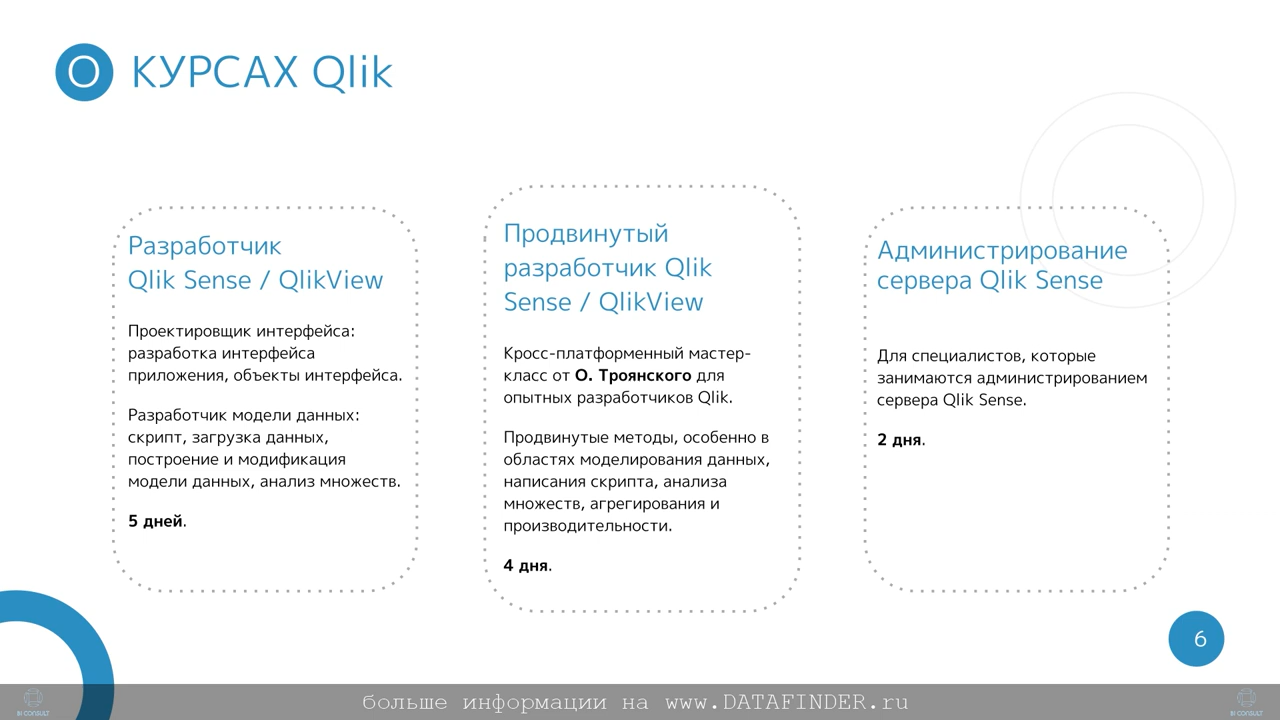 О КУРСАХ Qlik
Разработчик
Qlik Sense / QlikView
Проектировщик интерфейса:
разработка интерфейса
приложения, объекты интерфейса.
Разработчик модели данных:
скрипт, загрузка данных,
построение и модификация
модели данных, анализ множеств.
5 дней.
Продвинутый
разработчик Qlik
Sense / QlikView
Кросс-платформенный мастер-
класс от О. Троянского для
опытных разработчиков Qlik.
Продвинутые методы, особенно в
областях моделирования данных,
написания скрипта, анализа
множеств, агрегирования и
производительности.
4 дня.
Администрирование
сервера Qlik Sense
Для специалистов, которые
занимаются администрированием
сервера Qlik Sense.
2 дня.
6
BI CONSULT
больше информации на www.DATAFINDER.ru
BI CONSULT